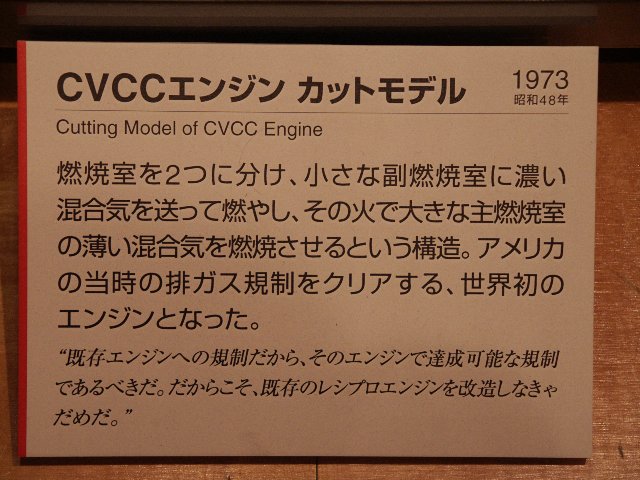 CVCCエンジン カットモデル
1973
昭和48年
Cutting Model of CVCC Engine
燃焼室を2つに分け、小さな副燃焼室に濃い
混合気を送って燃やし、その火で大きな主燃焼室
の薄い混合気を燃焼させるという構造。アメリカ
の当時の排ガス規制をクリアする、世界初の
エンジンとなった。
“既存エンジンへの規制だから、そのエンジンで達成可能な規制
であるべきだ。だからこそ、既存のレシプロエンジンを改造しなきゃ
だめだ。”